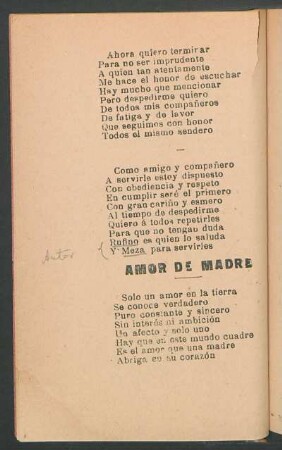 Ahora quiero terminar
Para no ser imprudente
A quien tan atentamente
Me hace el honor de escuchar
Hay mucho que mencionar
Pero despedirme quiero
De todos mis compañeros
De fatiga y de lavor
Que seguimos con honor
Todos el mismo sendero
—
Como amigo y compañero
A servirle estoy dispuesto
Con obediencia y respeto
En cumplir seré el primero
Con gran cariño y esmero
Al tiempo de despedirme
Quiero á todos repetirles
Para que no tengan duda
Rufino es quien lo saluda
Autor ( Y Meza para servirles
AMOR DE MADRE
Solo un amor en la tierra
Se conoce verdadero
Puro constante y sincero
Sin interés ni ambición
Un afecto y solo uno
Hay que en este mundo cuadre
Es el amor que una madre
Abriga en su corazón